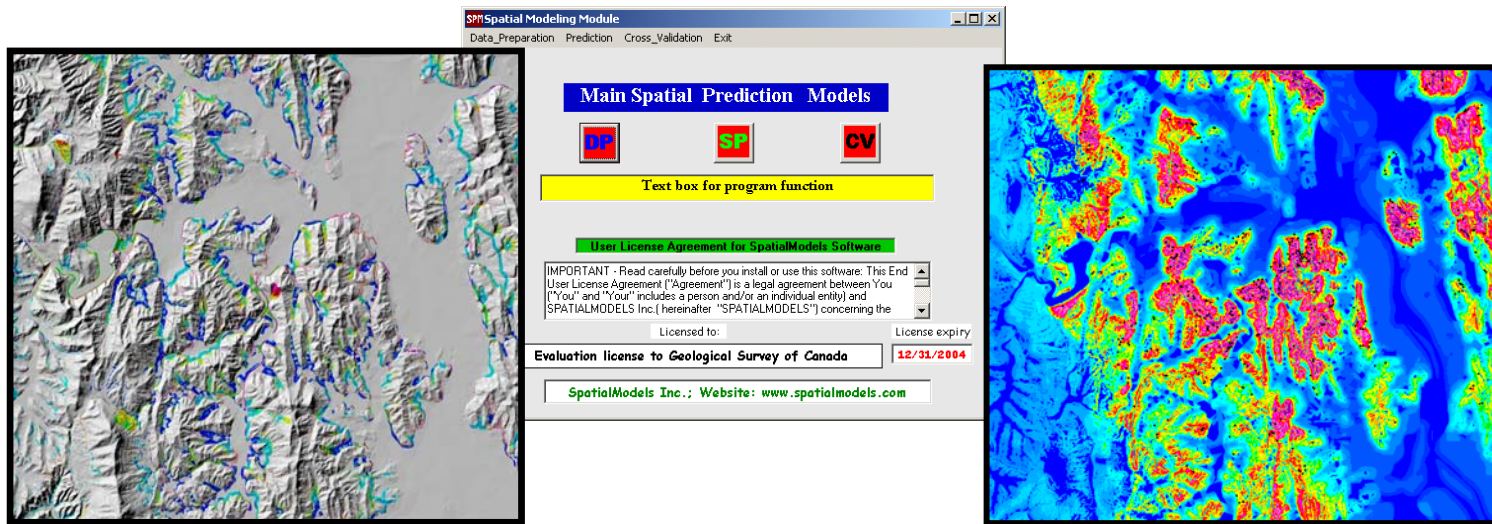 SPM Spatial Modeling Module
Data_Preparation Prediction Cross_Validation Exit
Main Spatial Prediction Models
DP SP CV
Text box for program function
User License Agreement for SpatialModels Software
IMPORTANT - Read carefully before you install or use this software: This End
User License Agreement ("Agreement") is a legal agreement between You
("You" and "Your" includes a person and/or an individual entity) and
SPATIALMODELS Inc.( hereinafter "SPATIALMODELS") concerning the
Licensed to: License expiry
Evaluation license to Geological Survey of Canada 12/31/2004
SpatialModels Inc.; Website: www.spatialmodels.com